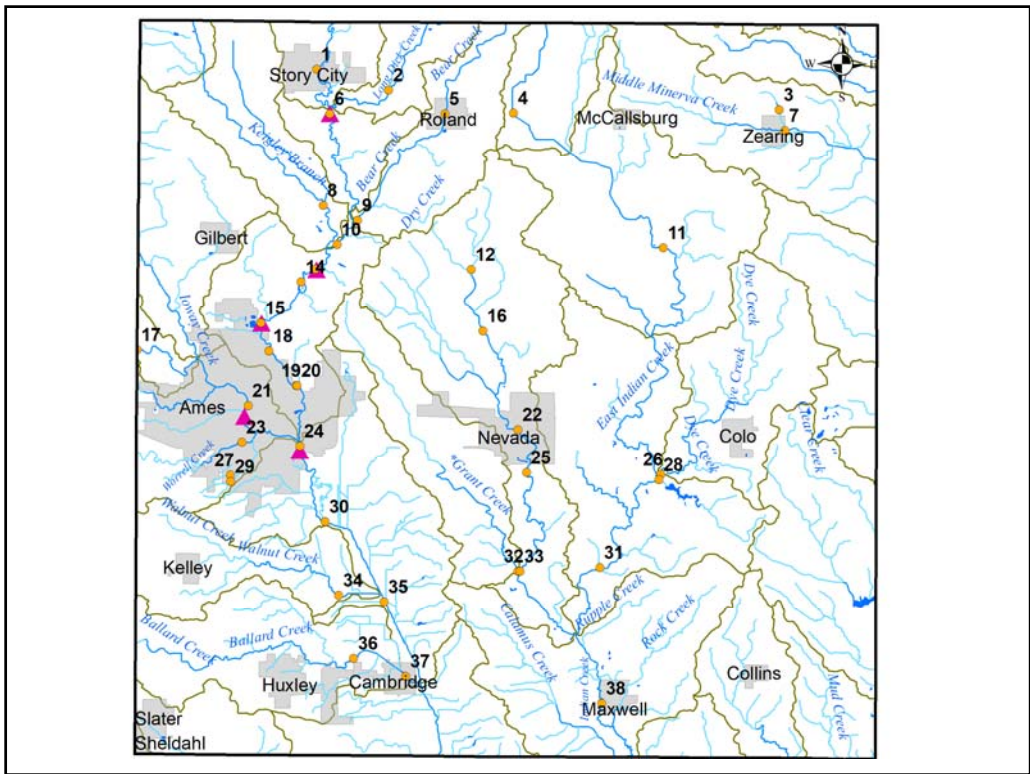 N
W E
S
1
Story City
2
Long Dick Creek
Bear Creek
Middle Minerva Creek
3
6
5
Roland
4
McCallsburg
7
Zearing
Keigley Branch
Bear Creek
8
9
Dry Creek
Gilbert
10
11
12
14
Dye Creek
Ioway Creek
15
16
17
18
East Indian Creek
Dye Creek
19 20
21
Ames
22
Nevada
Colo
Clear Creek
Dye Creek
23
24
Worrell Creek
Grant Creek
25
26 28
27
29
30
Walnut Creek Walnut Creek
Kelley
32 33
31
34
35
Calamus Creek
Rupple Creek
Rock Creek
Ballard Creek
Ballard Creek
36
37
Huxley
Cambridge
Indian Creek
38
Maxwell
Collins
Mud Creek
Slater
Sheldahl